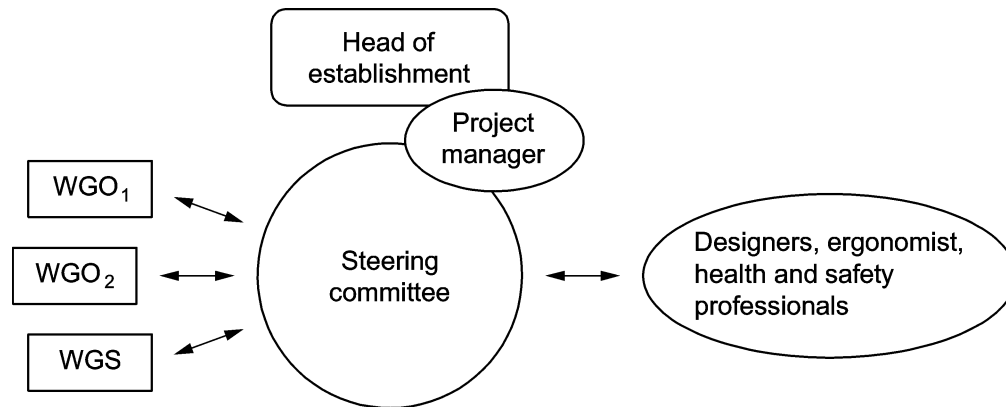 Head of
establishment
Project
manager
WGO₁
WGO₂
WGS
Steering
committee
Designers, ergonomist,
health and safety
professionals